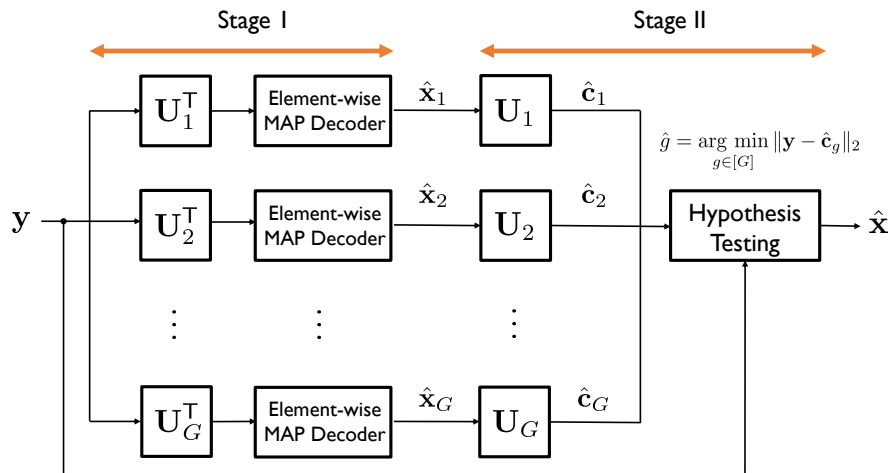 Stage I
Stage II
𝐔₁ᵀ
Element-wise
MAP Decoder
𝐱̂₁
𝐔₁
𝐜̂₁
ĝ = arg min ‖𝐲 − 𝐜̂_g‖₂
g∈[G]
𝐲
𝐔₂ᵀ
Element-wise
MAP Decoder
𝐱̂₂
𝐔₂
𝐜̂₂
Hypothesis
Testing
𝐱̂
⋮
⋮
⋮
𝐔_Gᵀ
Element-wise
MAP Decoder
𝐱̂_G
𝐔_G
𝐜̂_G